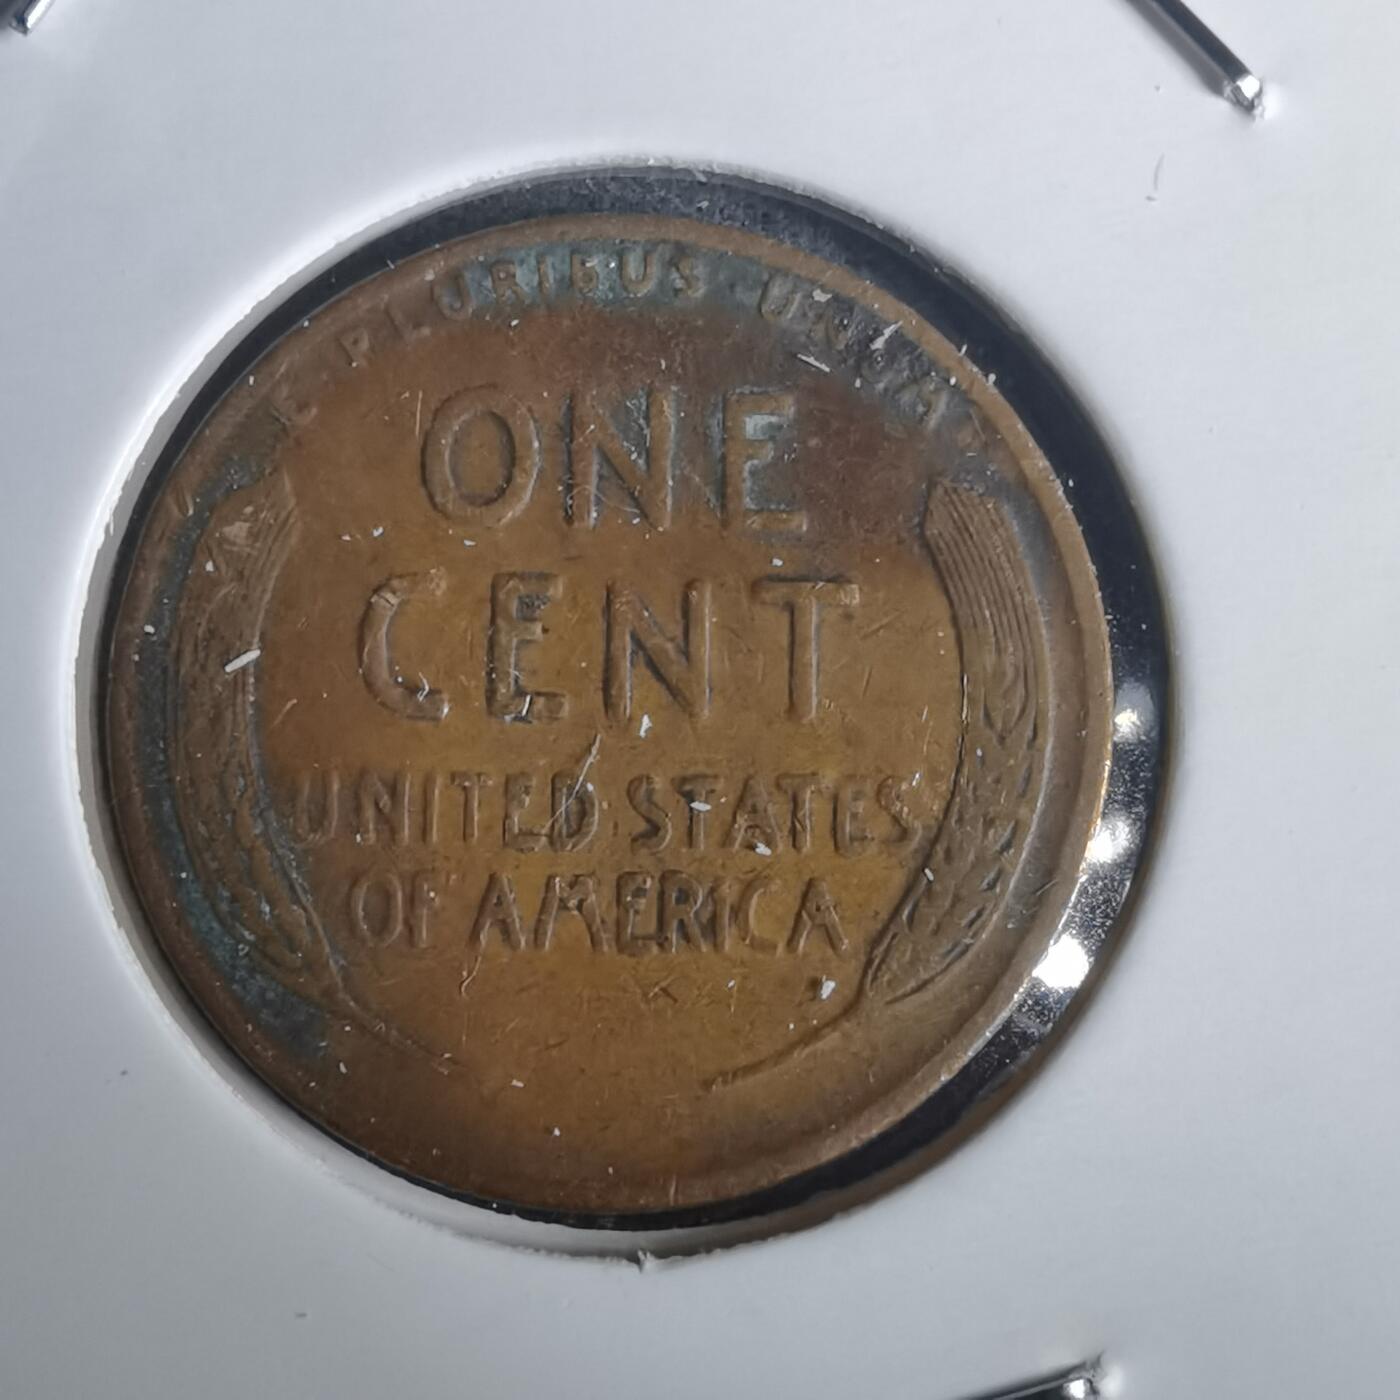 E PLURIBUS UNUM
ONE
CENT
UNITED STATES
OF AMERICA